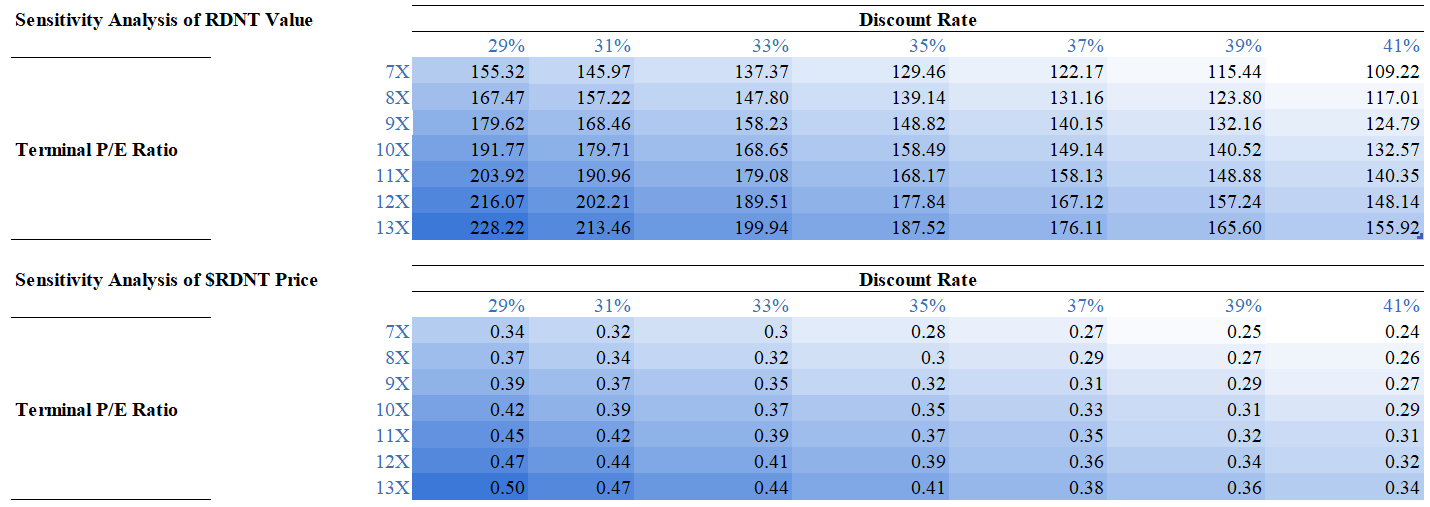 Sensitivity Analysis of RDNT Value Discount Rate
29% 31% 33% 35% 37% 39% 41%
7X 155.32 145.97 137.37 129.46 122.17 115.44 109.22
8X 167.47 157.22 147.80 139.14 131.16 123.80 117.01
9X 179.62 168.46 158.23 148.82 140.15 132.16 124.79
Terminal P/E Ratio 10X 191.77 179.71 168.65 158.49 149.14 140.52 132.57
11X 203.92 190.96 179.08 168.17 158.13 148.88 140.35
12X 216.07 202.21 189.51 177.84 167.12 157.24 148.14
13X 228.22 213.46 199.94 187.52 176.11 165.60 155.92
Sensitivity Analysis of $RDNT Price Discount Rate
29% 31% 33% 35% 37% 39% 41%
7X 0.34 0.32 0.3 0.28 0.27 0.25 0.24
8X 0.37 0.34 0.32 0.3 0.29 0.27 0.26
9X 0.39 0.37 0.35 0.32 0.31 0.29 0.27
Terminal P/E Ratio 10X 0.42 0.39 0.37 0.35 0.33 0.31 0.29
11X 0.45 0.42 0.39 0.37 0.35 0.32 0.31
12X 0.47 0.44 0.41 0.39 0.36 0.34 0.32
13X 0.50 0.47 0.44 0.41 0.38 0.36 0.34